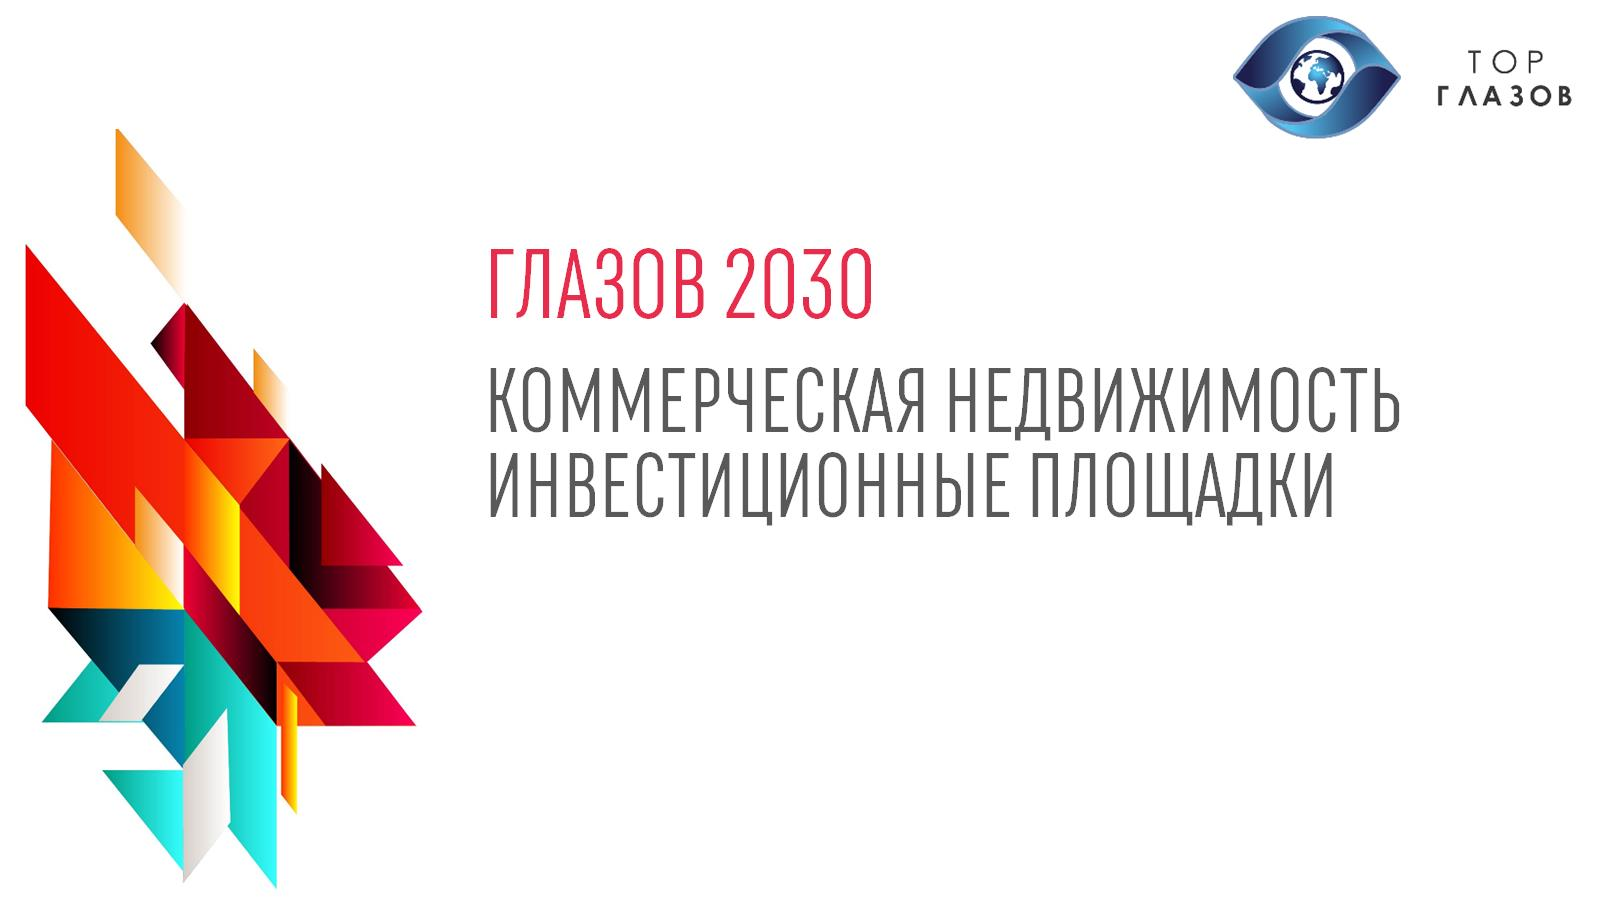 ТОР
ГЛАЗОВ
ГЛАЗОВ 2030
КОММЕРЧЕСКАЯ НЕДВИЖИМОСТЬ
ИНВЕСТИЦИОННЫЕ ПЛОЩАДКИ